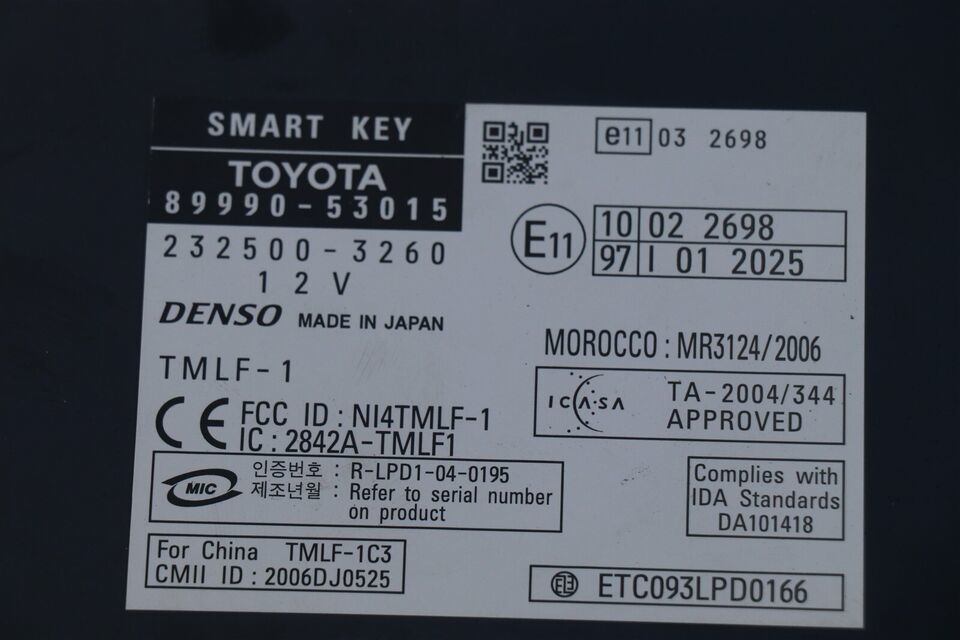 SMART KEY
TOYOTA
89990-53015
232500-3260
12V
DENSO MADE IN JAPAN
TMLF-1
CE FCC ID : NI4TMLF-1
IC : 2842A-TMLF1
MIC 인증번호 : R-LPD1-04-0195
제조년월 : Refer to serial number
on product
For China TMLF-1C3
CMII ID : 2006DJ0525
e11 03 2698
E11 10 02 2698
97 I 01 2025
MOROCCO : MR3124/2006
ICASA TA-2004/344
APPROVED
Complies with
IDA Standards
DA101418
ETC093LPD0166